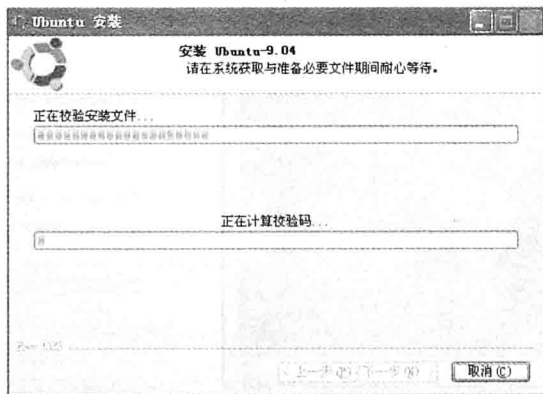 Ubuntu 安装
安装 Ubuntu-9.04
请在系统获取与准备必要文件期间耐心等待。
正在校验安装文件...
正在计算校验码...
取消(C)